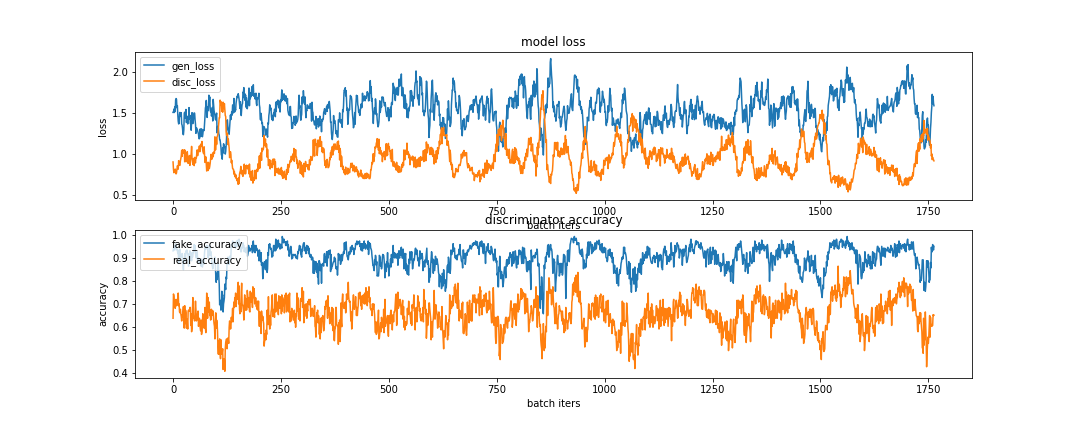 model loss
gen_loss
disc_loss
2.0
1.5
1.0
0.5
loss
0 250 500 750 1000 1250 1500 1750
batch iters
discriminator accuracy
fake_accuracy
real_accuracy
1.0
0.9
0.8
0.7
0.6
0.5
0.4
accuracy
0 250 500 750 1000 1250 1500 1750
batch iters